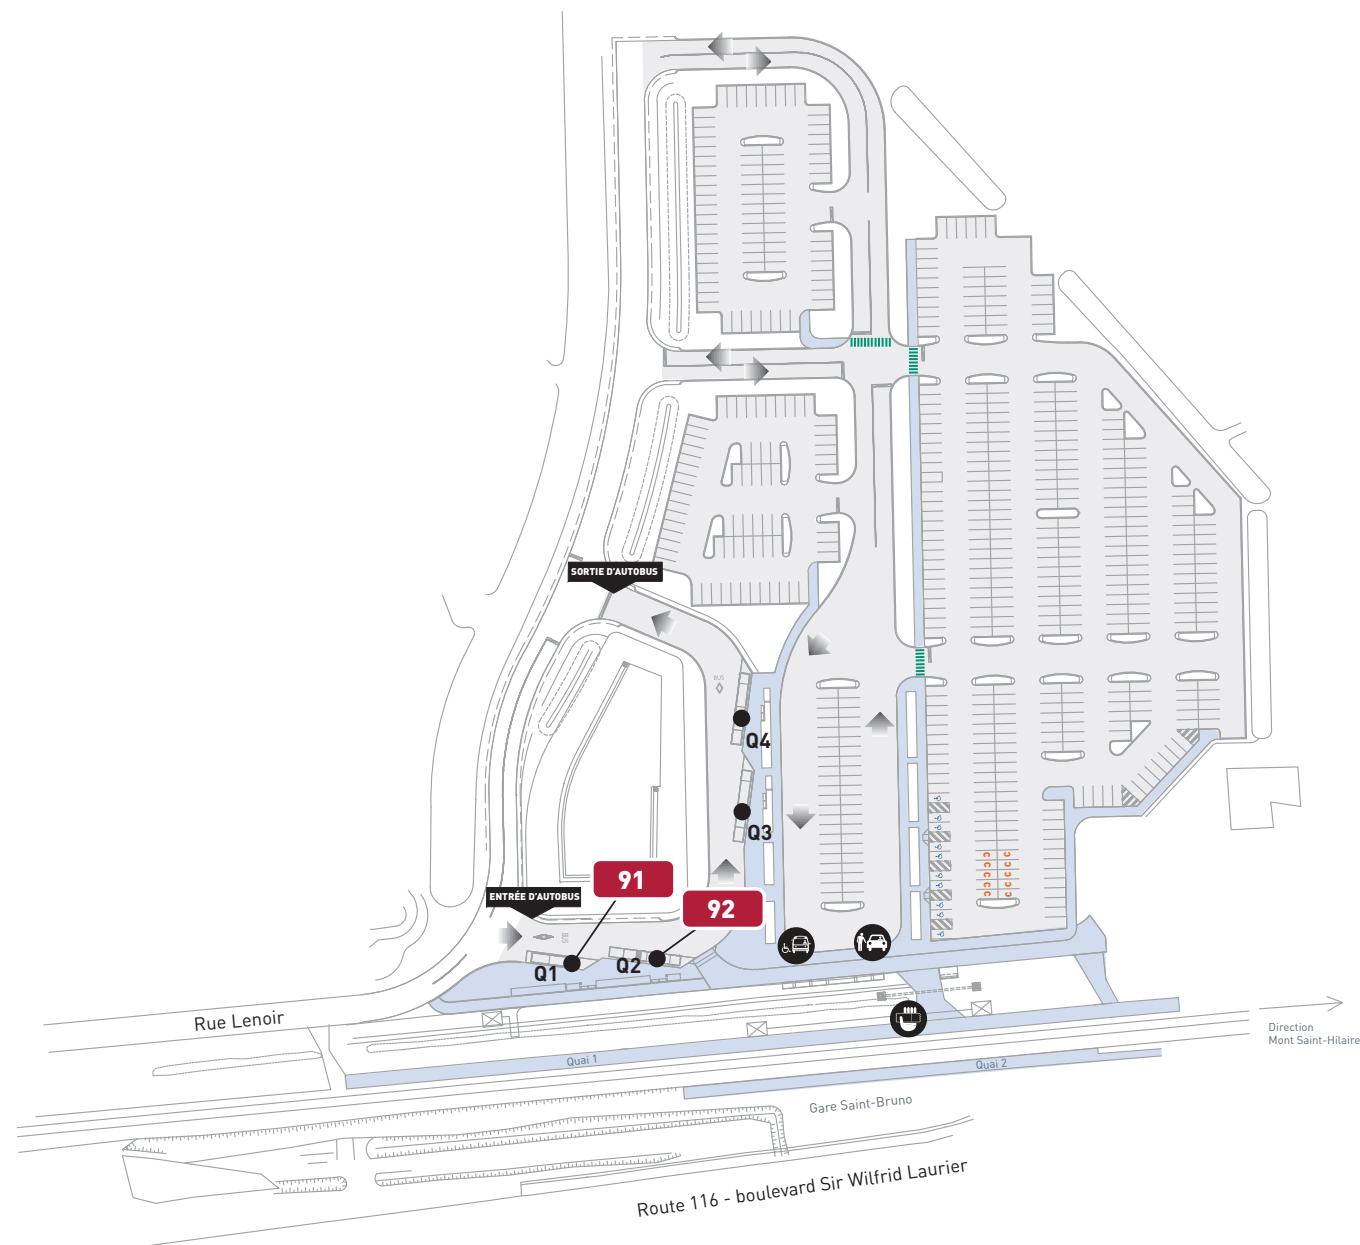 SORTIE D'AUTOBUS
BUS
Q4
Q3
91
ENTRÉE D'AUTOBUS
92
BUS
Q1
Q2
C C
C C
C C
C C
C C
Rue Lenoir
Direction
Mont Saint-Hilaire
Quai 1
Quai 2
Gare Saint-Bruno
Route 116 - boulevard Sir Wilfrid Laurier